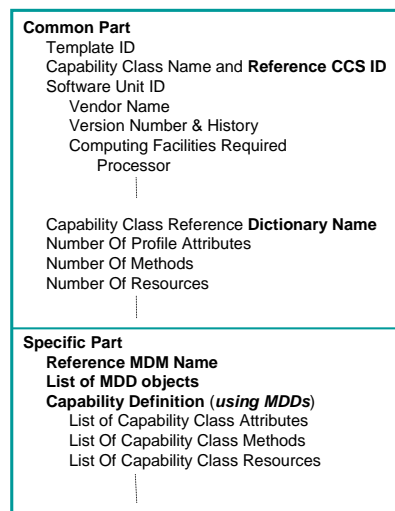 Common Part
Template ID
Capability Class Name and Reference CCS ID
Software Unit ID
Vendor Name
Version Number & History
Computing Facilities Required
Processor
Capability Class Reference Dictionary Name
Number Of Profile Attributes
Number Of Methods
Number Of Resources
Specific Part
Reference MDM Name
List of MDD objects
Capability Definition (using MDDs)
List of Capability Class Attributes
List Of Capability Class Methods
List Of Capability Class Resources